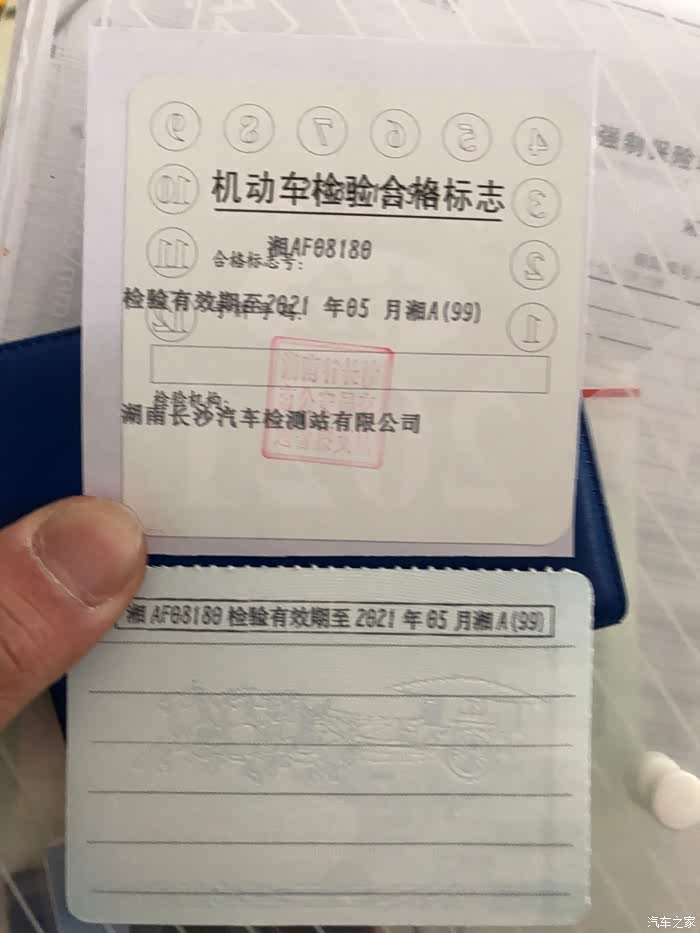 9 8 7 6 5 4
10 机动车检验合格标志 3
11 合格标志号: 湘AF08180 2
检验有效期至2021 年05 月湘A(99)
12 1
检验机构:
湖南长沙汽车检测站有限公司
2021
湘AF08180检验有效期至2021年05月湘A(99)
强制保险
汽车之家